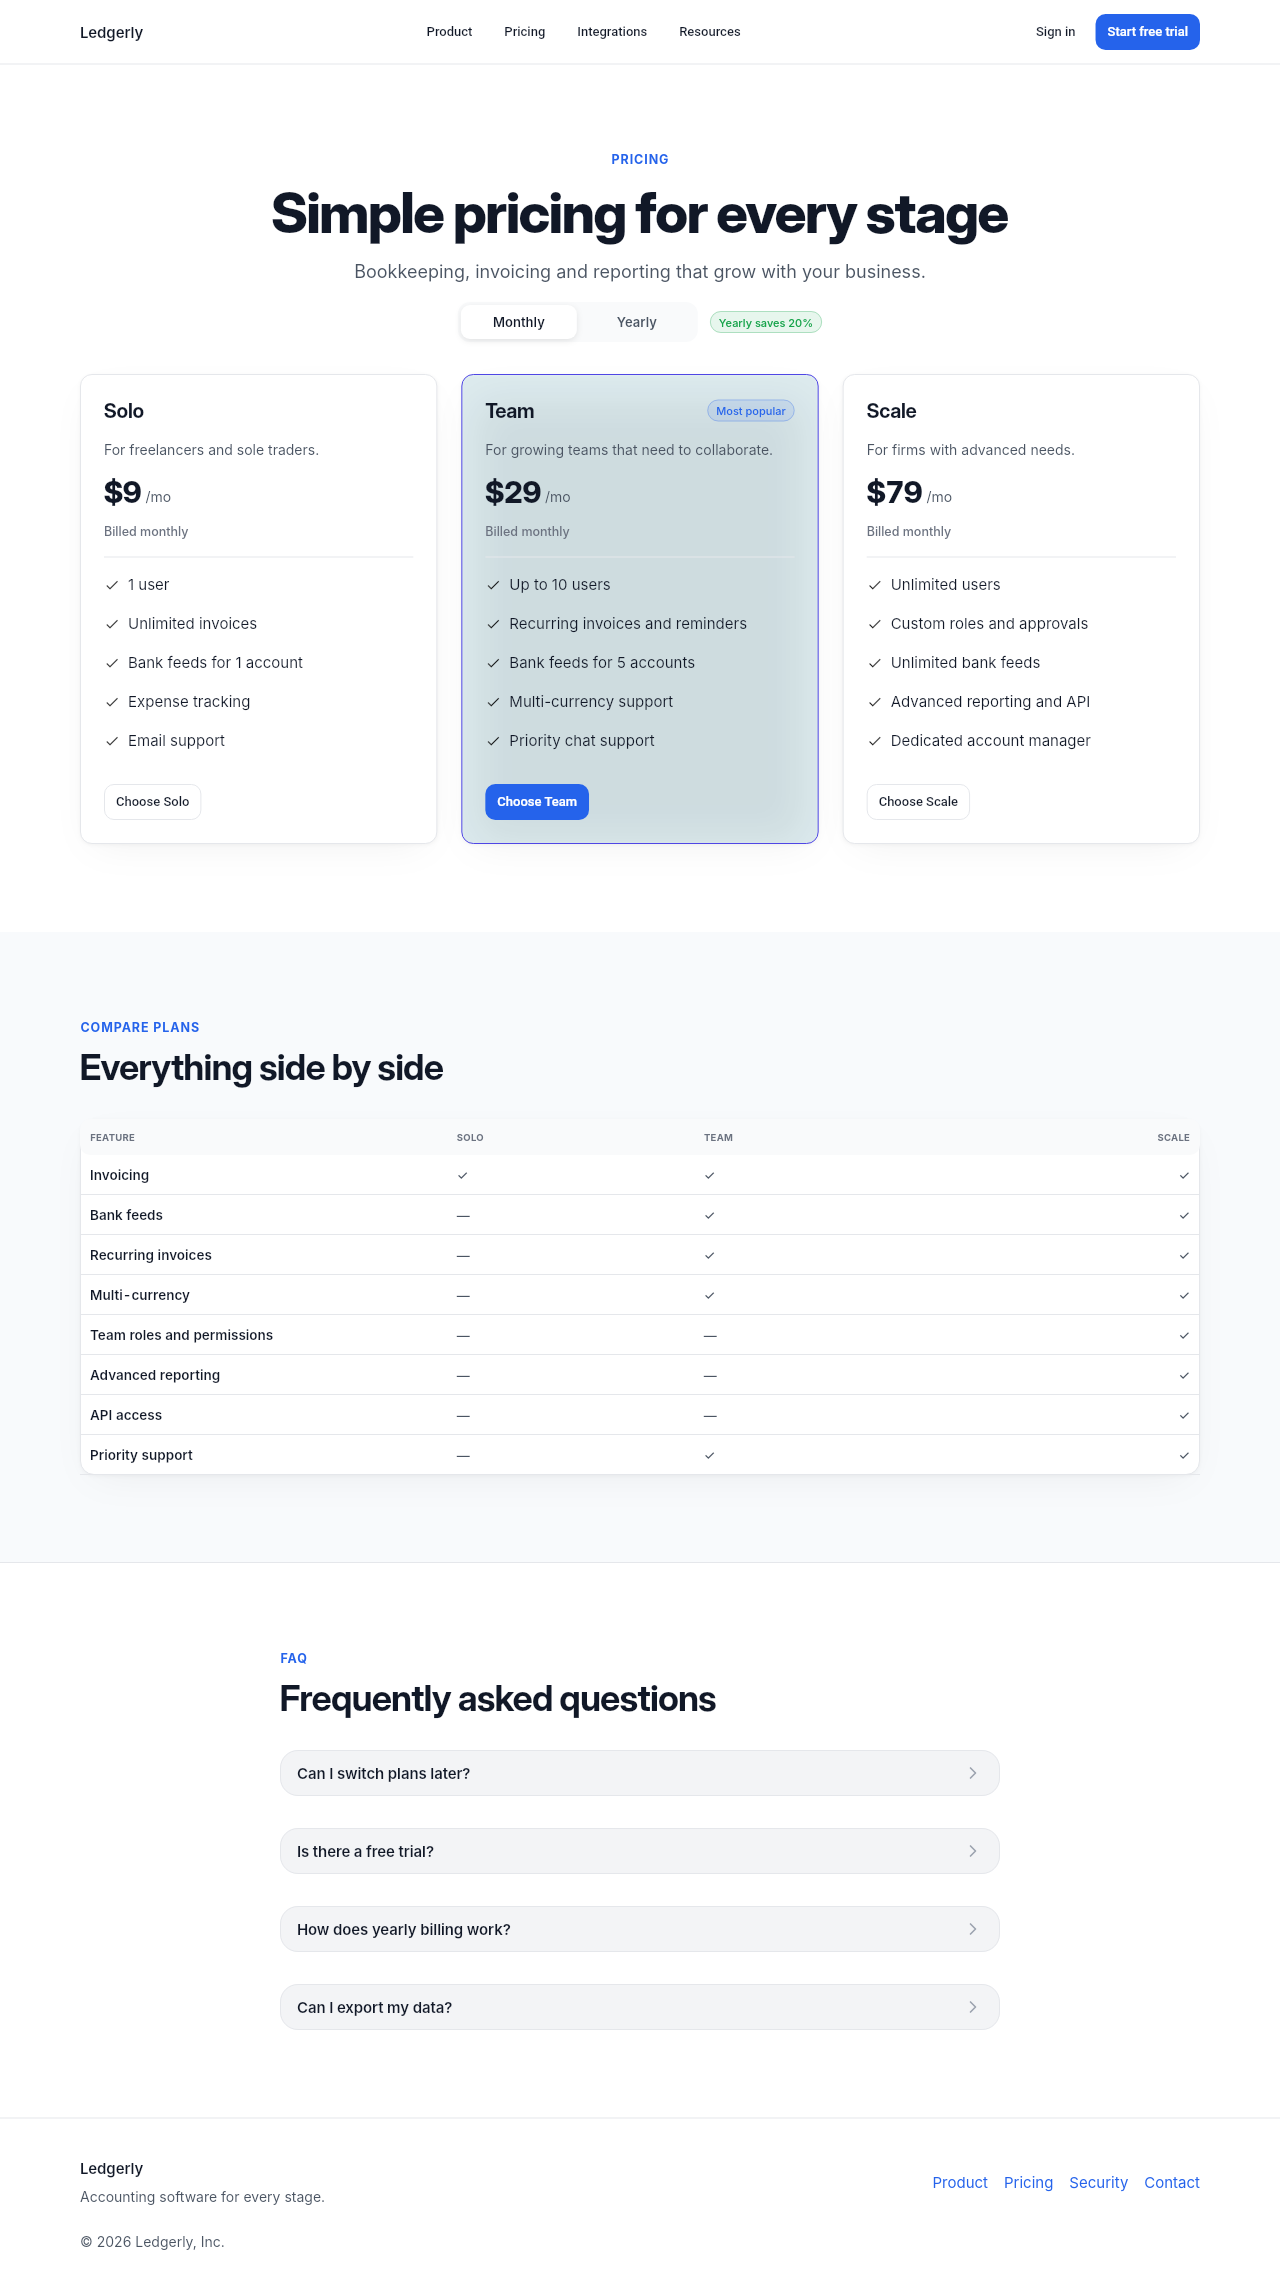 Ledgerly Product Pricing Integrations Resources Sign in Start free trial
PRICING
Simple pricing for every stage
Bookkeeping, invoicing and reporting that grow with your business.
Monthly Yearly Yearly saves 20%
Solo
For freelancers and sole traders.
$9 /mo
Billed monthly
✓ 1 user
✓ Unlimited invoices
✓ Bank feeds for 1 account
✓ Expense tracking
✓ Email support
Choose Solo
Team Most popular
For growing teams that need to collaborate.
$29 /mo
Billed monthly
✓ Up to 10 users
✓ Recurring invoices and reminders
✓ Bank feeds for 5 accounts
✓ Multi-currency support
✓ Priority chat support
Choose Team
Scale
For firms with advanced needs.
$79 /mo
Billed monthly
✓ Unlimited users
✓ Custom roles and approvals
✓ Unlimited bank feeds
✓ Advanced reporting and API
✓ Dedicated account manager
Choose Scale
COMPARE PLANS
Everything side by side
FEATURE SOLO TEAM SCALE
Invoicing ✓ ✓ ✓
Bank feeds — ✓ ✓
Recurring invoices — ✓ ✓
Multi-currency — ✓ ✓
Team roles and permissions — — ✓
Advanced reporting — — ✓
API access — — ✓
Priority support — ✓ ✓
FAQ
Frequently asked questions
Can I switch plans later?
Is there a free trial?
How does yearly billing work?
Can I export my data?
Ledgerly
Accounting software for every stage.
Product Pricing Security Contact
© 2026 Ledgerly, Inc.